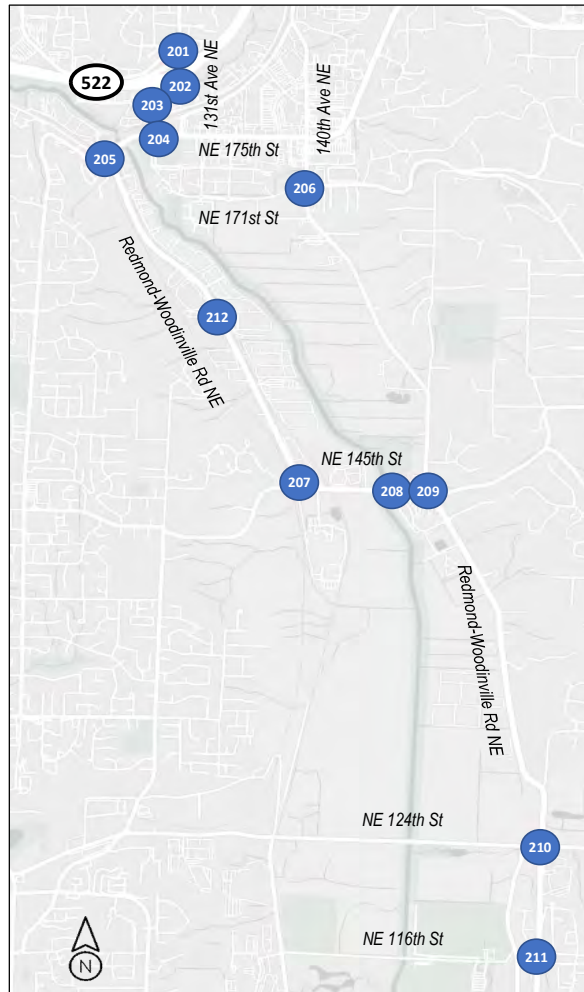 201
522
202
203
131st Ave NE
140th Ave NE
204
NE 175th St
205
206
NE 171st St
Redmond-Woodinville Rd NE
212
NE 145th St
207
208
209
Redmond-Woodinville Rd NE
NE 124th St
210
NE 116th St
211
N